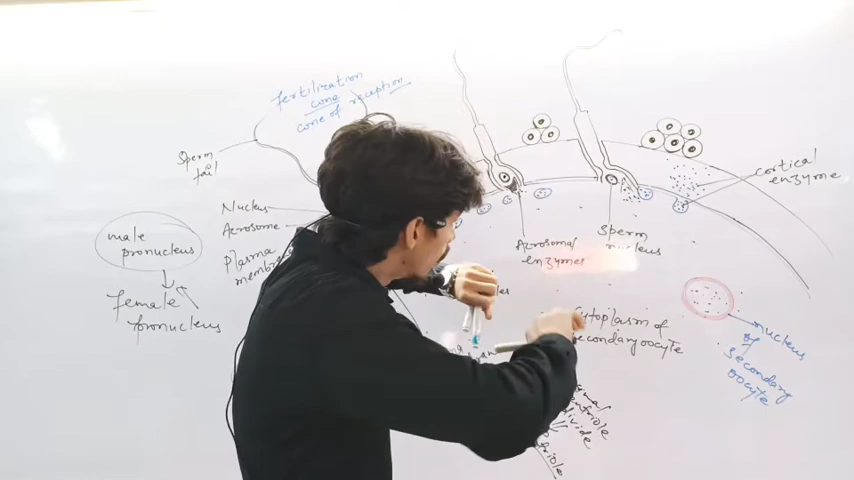 fertilization
cone
cone of reception
Sperm
tail
Nucleus
Acrosome
plasma
male
pronucleus
female
pronucleus
Acrosomal
enzymes
Sperm
nucleus
cortical
enzyme
cytoplasm of
Secondary oocyte
nucleus
of
secondary
oocyte